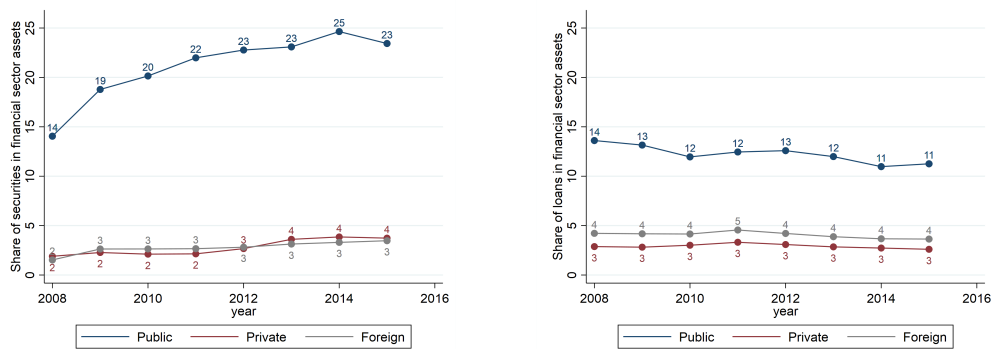 Share of securities in financial sector assets
25
20
15
10
5
0
14 19 20 22 23 23 25 23
2 3 3 3 3 4 4 4
2 2 2 2 3 3 3 3
2008 2010 2012 2014 2016
year
Public Private Foreign
Share of loans in financial sector assets
25
20
15
10
5
0
14 13 12 12 13 12 11 11
4 4 4 5 4 4 4 4
3 3 3 3 3 3 3 3
2008 2010 2012 2014 2016
year
Public Private Foreign